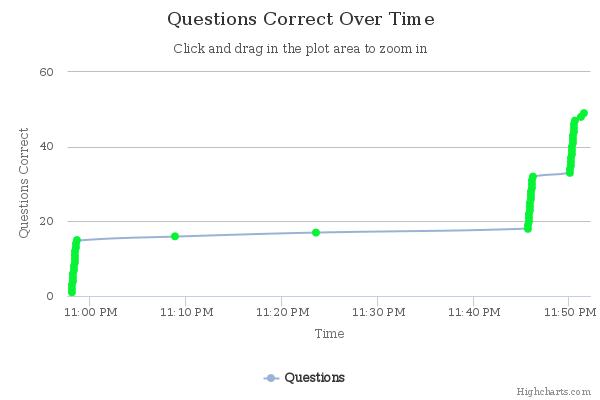 Questions Correct Over Time
Click and drag in the plot area to zoom in
Questions Correct
60
40
20
0
11:00 PM 11:10 PM 11:20 PM 11:30 PM 11:40 PM 11:50 PM
Time
Questions
Highcharts.com